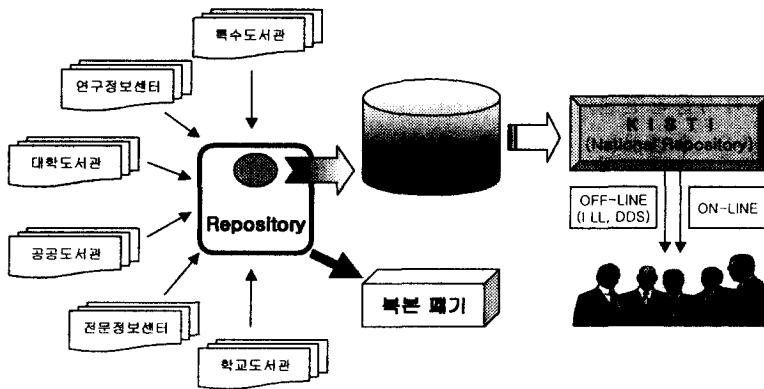 특수도서관
연구정보센터
대학도서관
공공도서관
전문정보센터
학교도서관
Repository
복본 폐기
KISTI
(National Repository)
OFF-LINE
(ILL, DDS)
ON-LINE